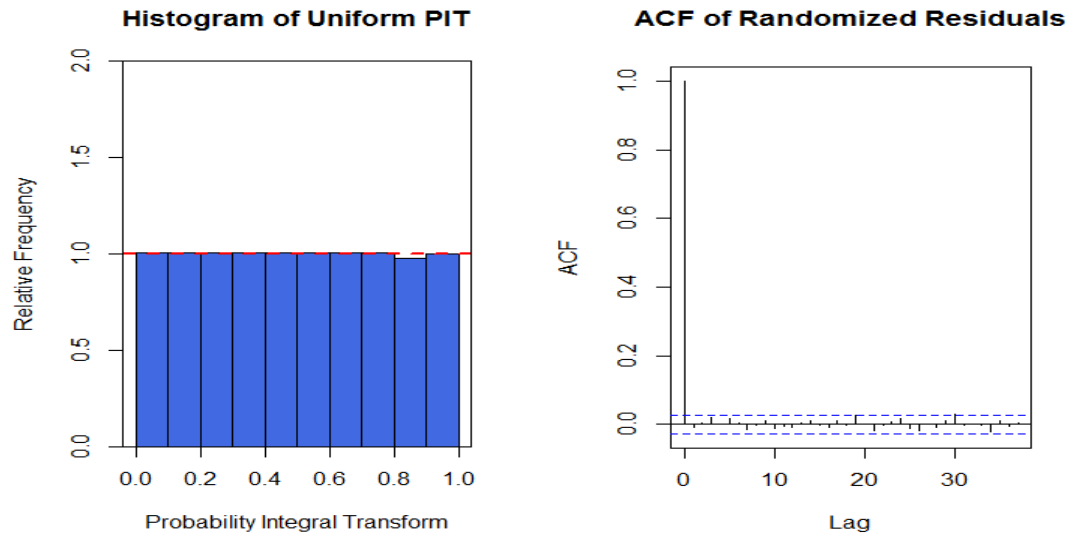 Histogram of Uniform PIT
Relative Frequency
2.0
1.5
1.0
0.5
0.0
0.0 0.2 0.4 0.6 0.8 1.0
Probability Integral Transform
ACF of Randomized Residuals
ACF
1.0
0.8
0.6
0.4
0.2
0.0
0 10 20 30
Lag